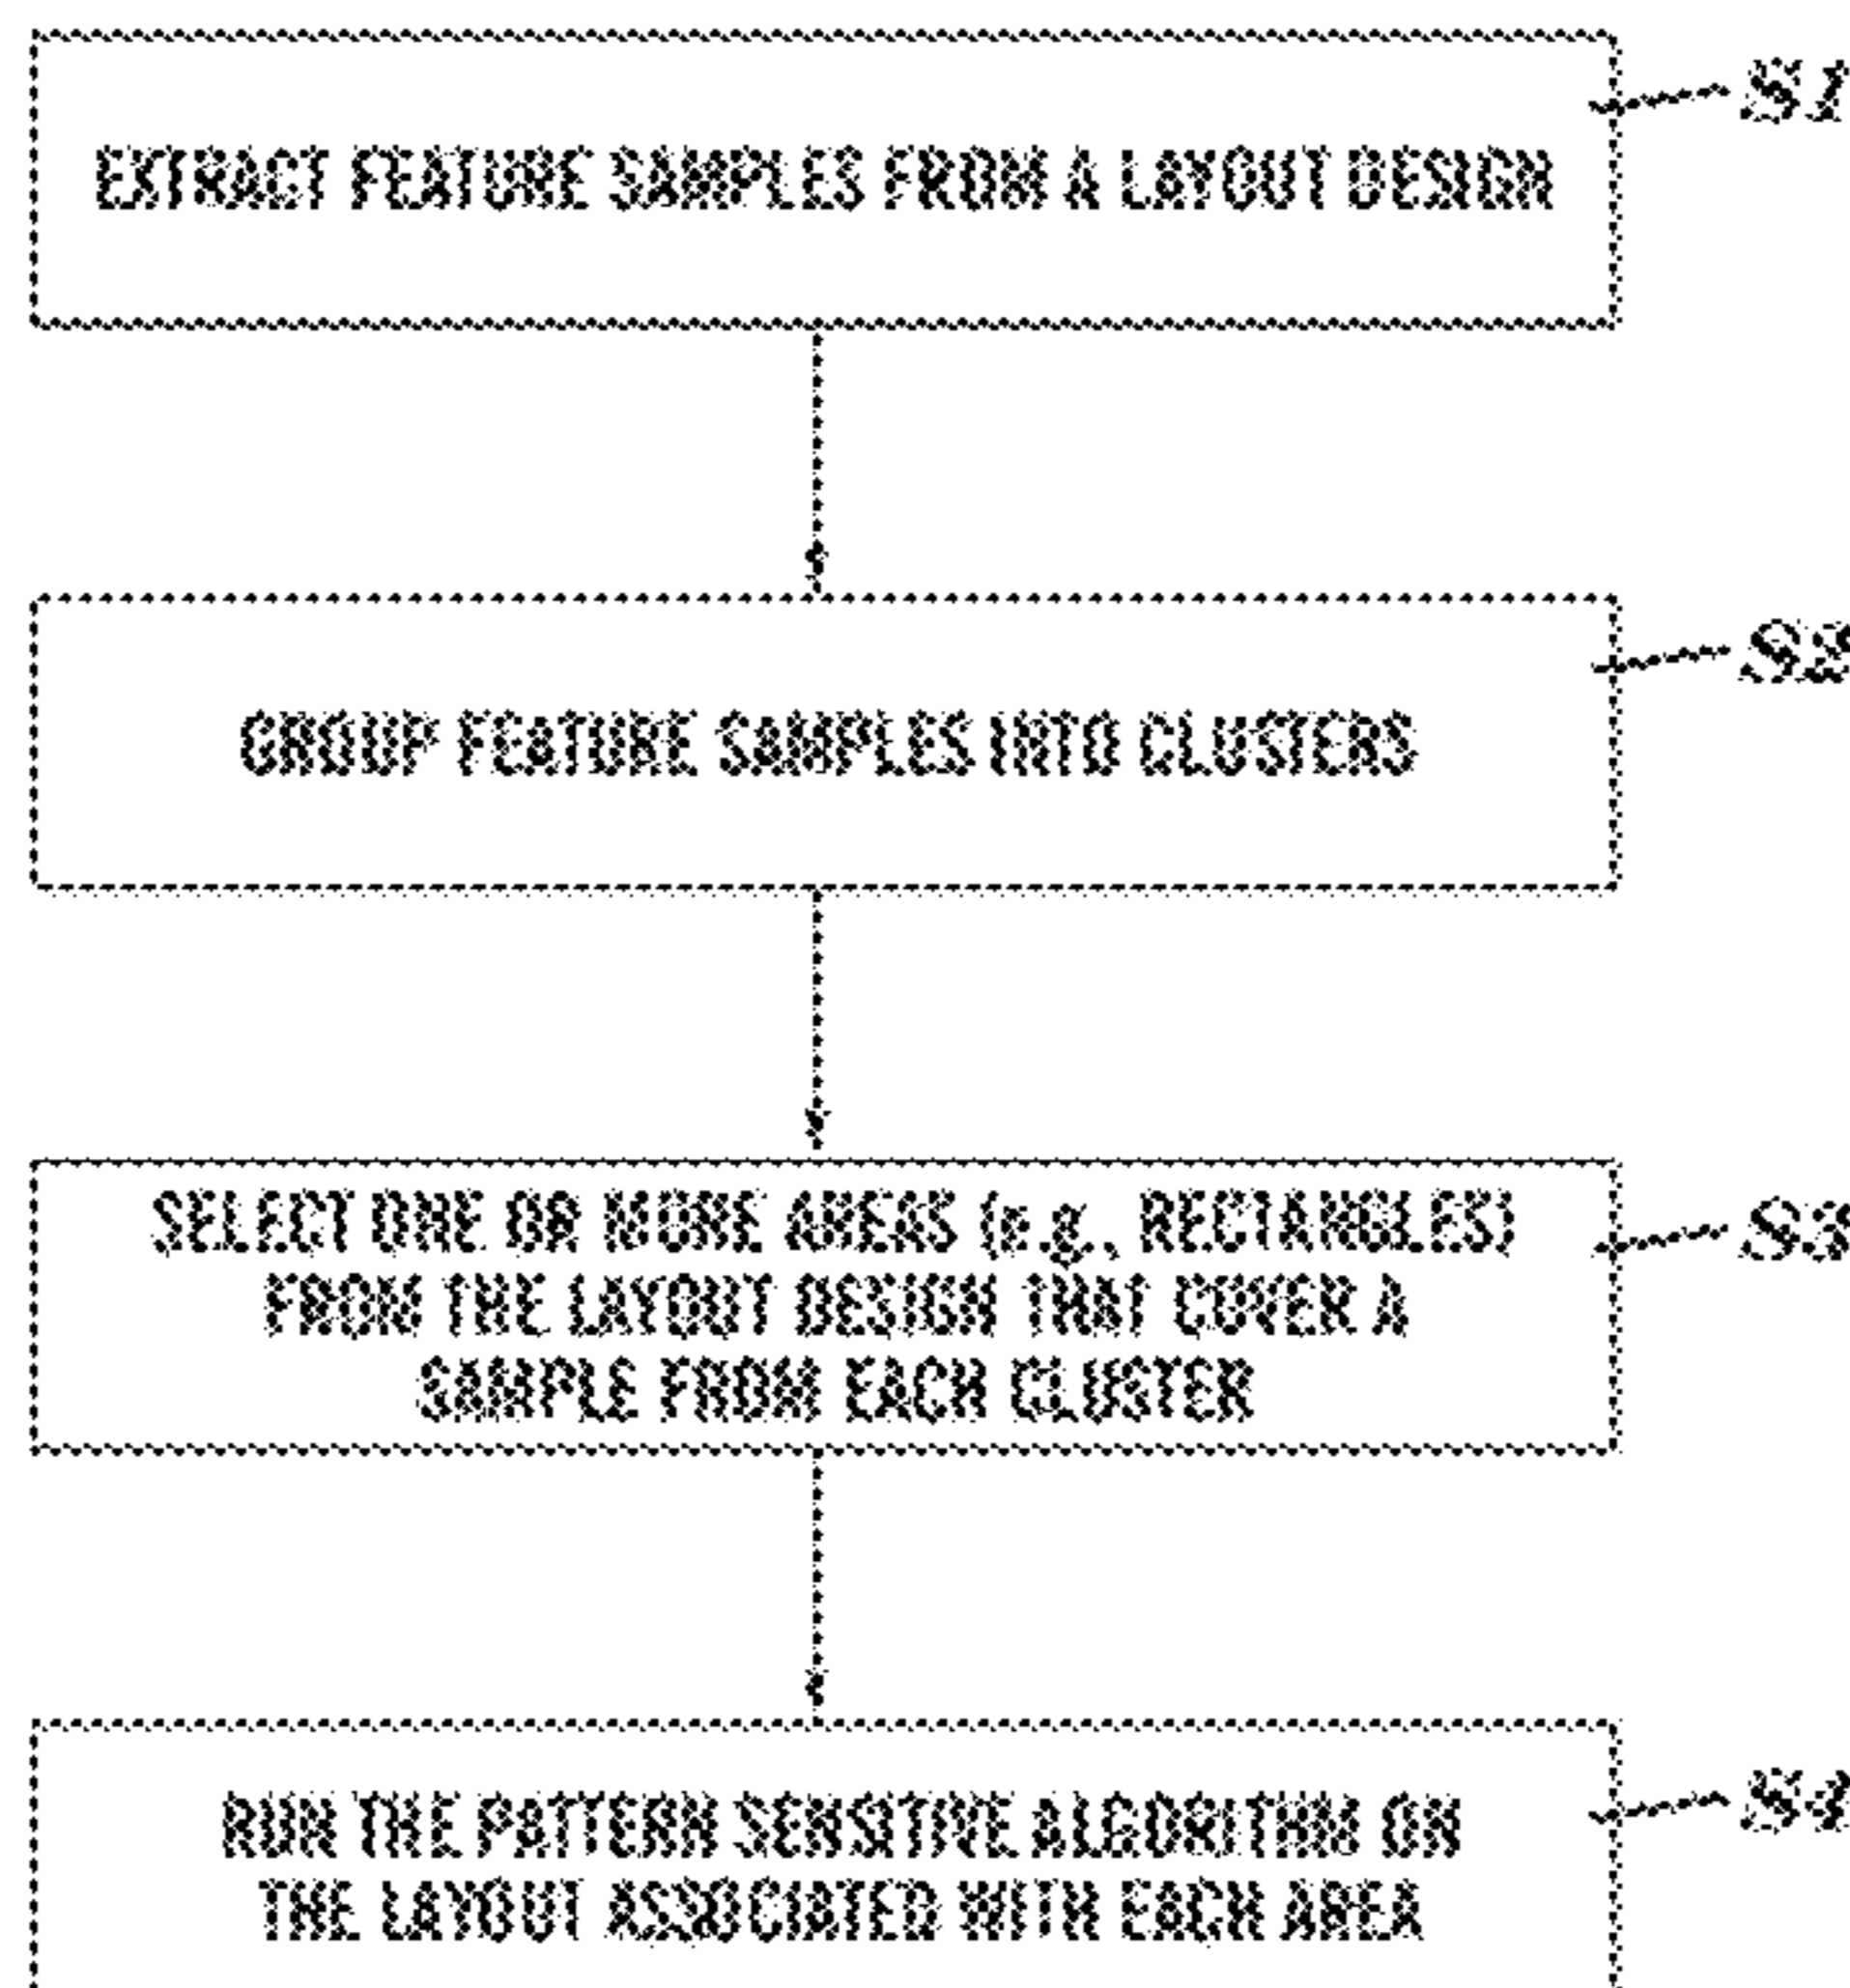 EXTRACT FEATURE SAMPLES FROM A LAYOUT DESIGN
S1
GROUP FEATURE SAMPLES INTO CLUSTERS
S2
SELECT ONE OR MORE AREAS (e.g., RECTANGLES)
FROM THE LAYOUT DESIGN THAT COVER A
SAMPLE FROM EACH CLUSTER
S3
RUN THE PATTERN SENSITIVE ALGORITHM ON
THE LAYOUT ASSOCIATED WITH EACH AREA
S4